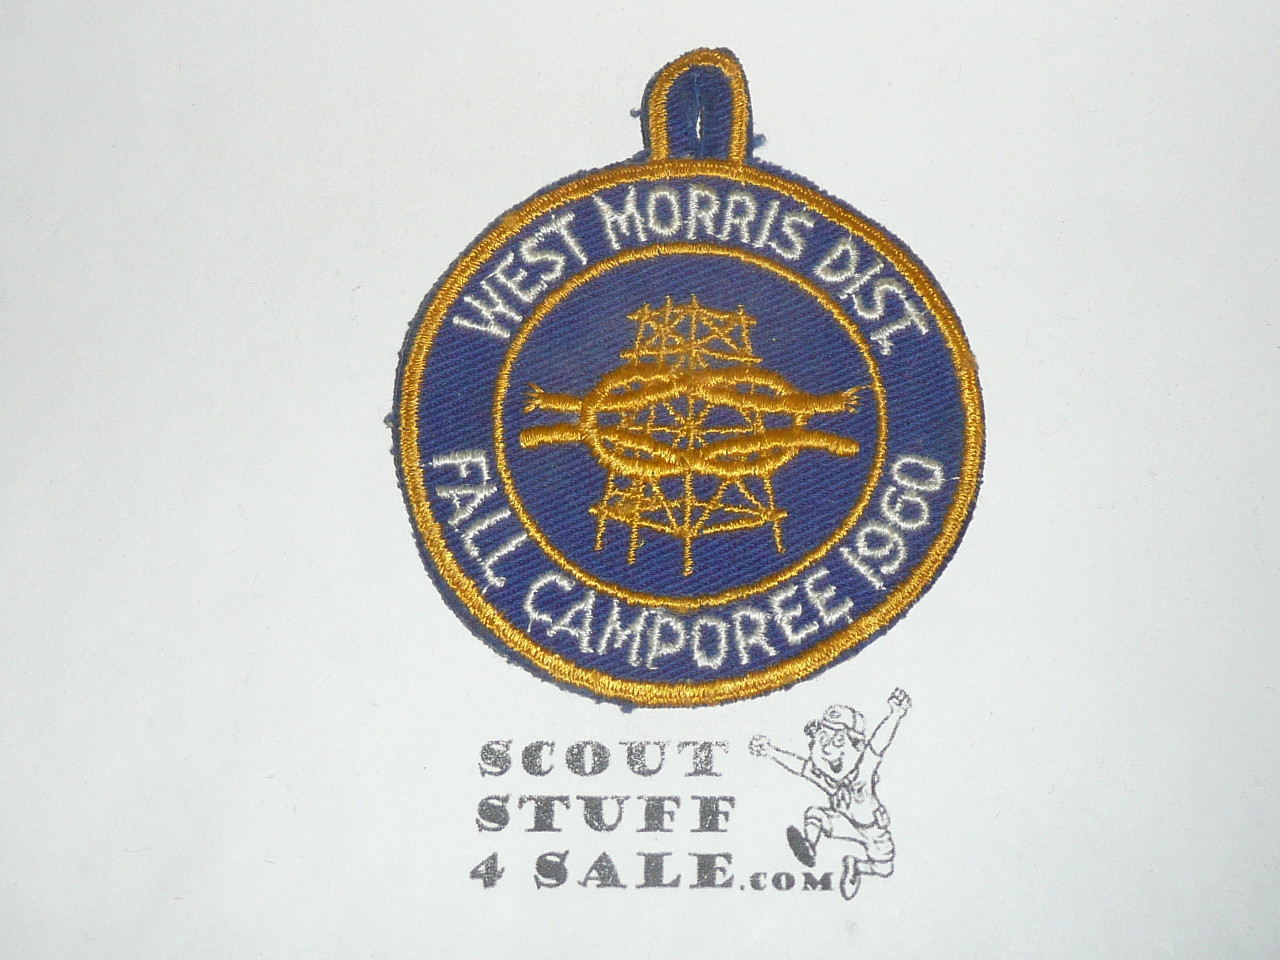 WEST MORRIS DIST.
FALL CAMPOREE 1960
SCOUT
STUFF
4 SALE.COM